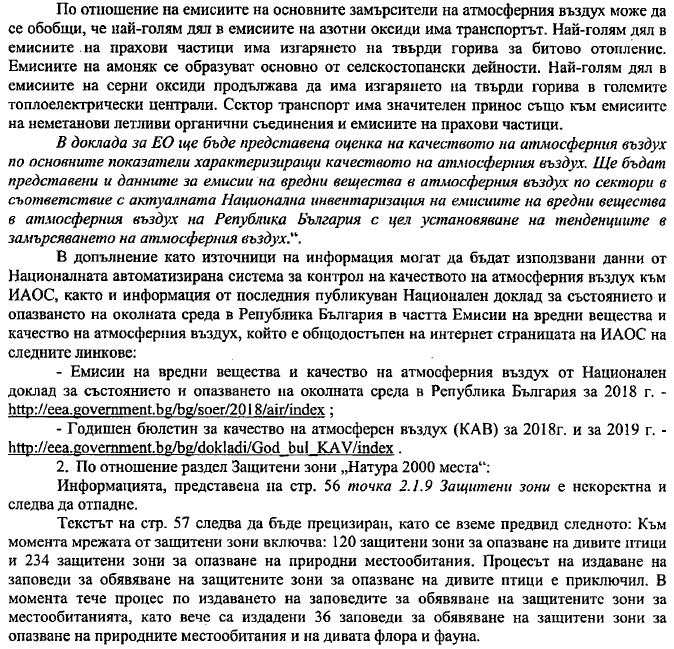 По отношение на емисиите на основните замърсители на атмосферния въздух може да
се обобщи, че най-голям дял в емисиите на азотни оксиди има транспортът. Най-голям дял в
емисиите на прахови частици има изгарянето на твърди горива за битово отопление.
Емисиите на амоняк се образуват основно от селскостопански дейности. Най-голям дял в
емисиите на серни оксиди продължава да има изгарянето на твърди горива в големите
топлоелектрически централи. Сектор транспорт има значителен принос също към емисиите
на неметанови летливи органични съединения и емисиите на прахови частици.
В доклада за ЕО ще бъде представена оценка на качеството на атмосферния въздух
по основните показатели характеризиращи качеството на атмосферния въздух. Ще бъдат
представени и данните за емисии на вредни вещества в атмосферния въздух по сектори в
съответствие с актуалната Национална инвентаризация на емисиите на вредни вещества
в атмосферния въздух на Република България с цел установяване на тенденциите в
замърсяването на атмосферния въздух.“.
В допълнение като източници на информация могат да бъдат използвани данни от
Националната автоматизирана система за контрол на качеството на атмосферния въздух към
ИАОС, както и информация от последния публикуван Национален доклад за състоянието и
опазването на околната среда в Република България в частта Емисии на вредни вещества и
качество на атмосферния въздух, който е общодостъпен на интернет страницата на ИАОС на
следните линкове:
- Емисии на вредни вещества и качество на атмосферния въздух от Национален
доклад за състоянието и опазването на околната среда в Република България за 2018 г. -
http://eea.government.bg/bg/soer/2018/air/index ;
- Годишен бюлетин за качество на атмосферен въздух (КАВ) за 2018г. и за 2019 г. -
http://eea.government.bg/bg/dokladi/God_bul_KAV/index .
2. По отношение раздел Защитени зони „Натура 2000 места“:
Информацията, представена на стр. 56 точка 2.1.9 Защитени зони е некоректна и
следва да отпадне.
Текстът на стр. 57 следва да бъде прецизиран, като се вземе предвид следното: Към
момента мрежата от защитени зони включва: 120 защитени зони за опазване на дивите птици
и 234 защитени зони за опазване на природни местообитания. Процесът на издаване на
заповеди за обявяване на защитените зони за опазване на дивите птици е приключил. В
момента тече процес по издаването на заповедите за обявяване на защитените зони за
местообитанията, като вече са издадени 36 заповеди за обявяване на защитени зони за
опазване на природните местообитания и на дивата флора и фауна.